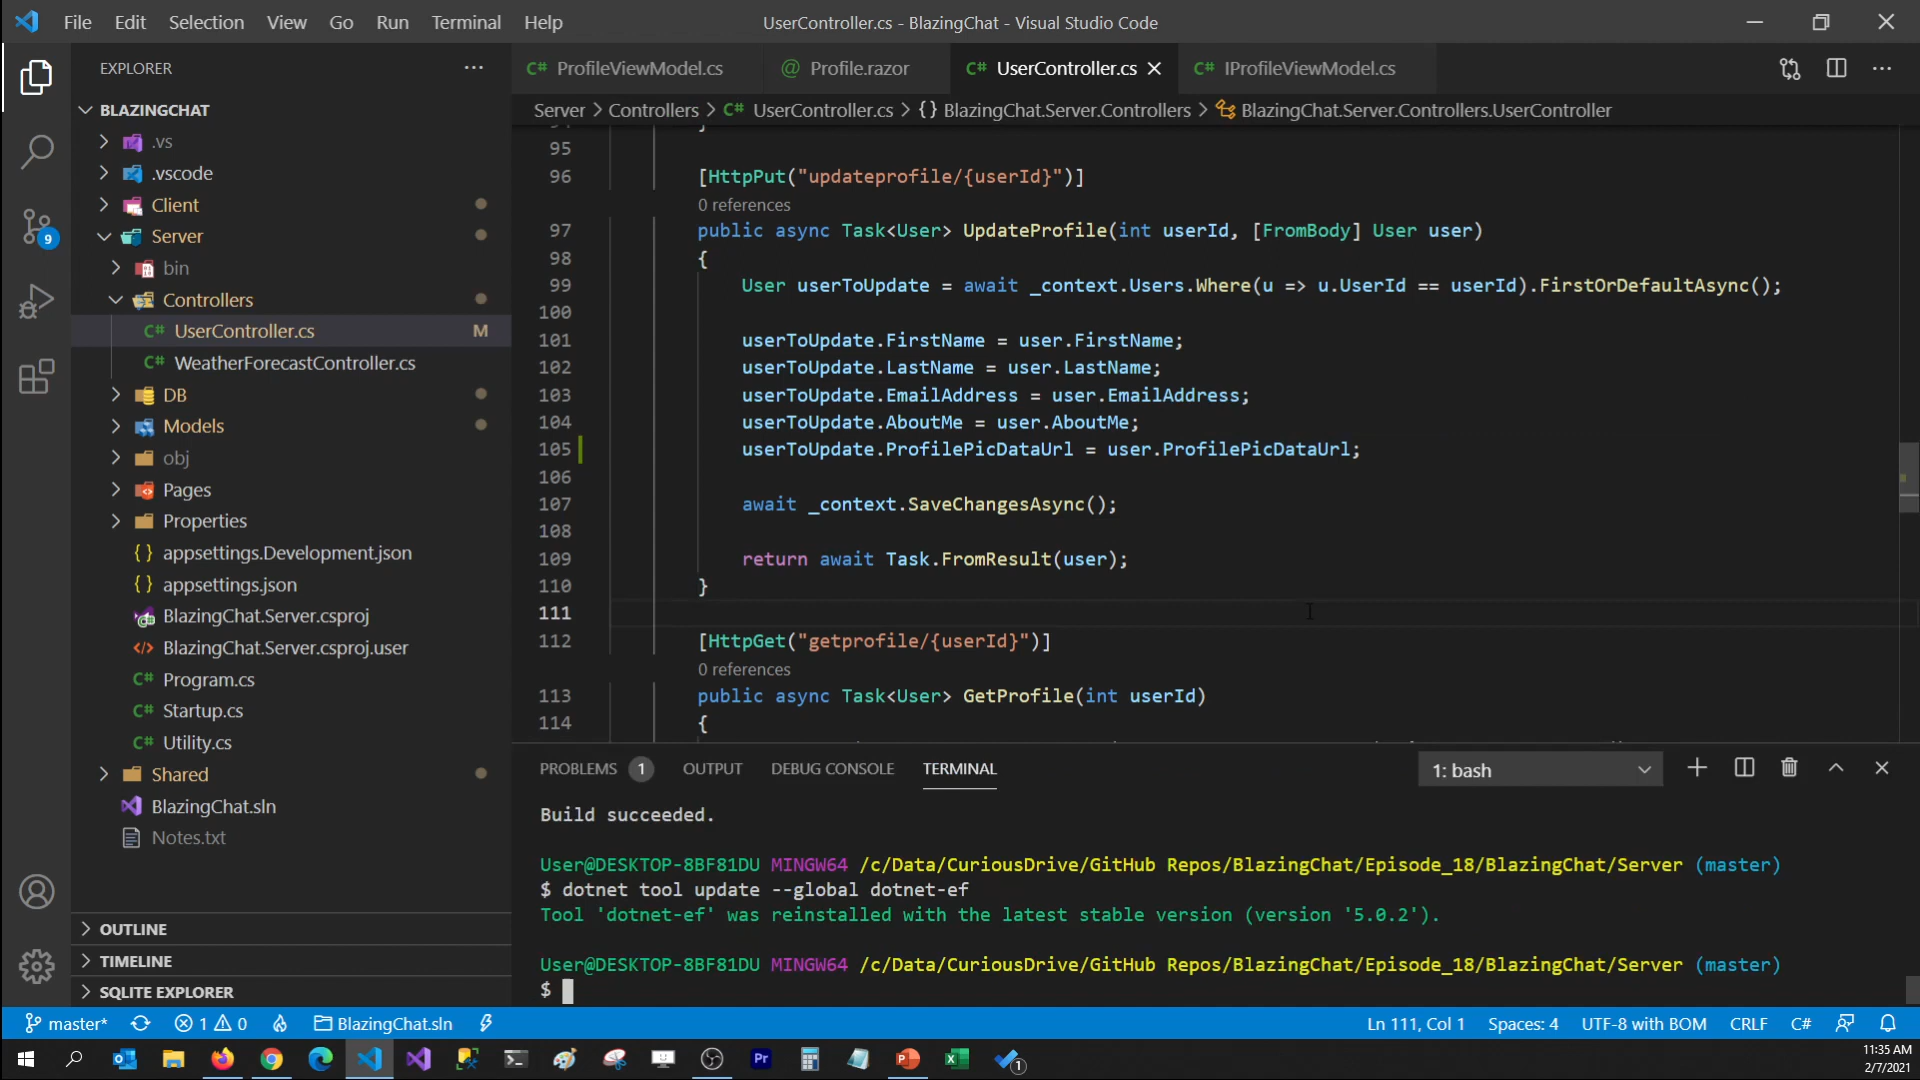 File Edit Selection View Go Run Terminal Help
UserController.cs - BlazingChat - Visual Studio Code
EXPLORER
BLAZINGCHAT
.vs
.vscode
Client
Server
bin
Controllers
C# UserController.cs M
C# WeatherForecastController.cs
DB
Models
obj
Pages
Properties
{} appsettings.Development.json
{} appsettings.json
BlazingChat.Server.csproj
BlazingChat.Server.csproj.user
C# Program.cs
C# Startup.cs
C# Utility.cs
Shared
BlazingChat.sln
Notes.txt
OUTLINE
TIMELINE
SQLITE EXPLORER
9
C# ProfileViewModel.cs
@ Profile.razor
C# UserController.cs
C# IProfileViewModel.cs
Server > Controllers > C# UserController.cs > {} BlazingChat.Server.Controllers > BlazingChat.Server.Controllers.UserController
94 }
95
96 [HttpPut("updateprofile/{userId}")]
0 references
97 public async Task<User> UpdateProfile(int userId, [FromBody] User user)
98 {
99 User userToUpdate = await _context.Users.Where(u => u.UserId == userId).FirstOrDefaultAsync();
100
101 userToUpdate.FirstName = user.FirstName;
102 userToUpdate.LastName = user.LastName;
103 userToUpdate.EmailAddress = user.EmailAddress;
104 userToUpdate.AboutMe = user.AboutMe;
105 userToUpdate.ProfilePicDataUrl = user.ProfilePicDataUrl;
106
107 await _context.SaveChangesAsync();
108
109 return await Task.FromResult(user);
110 }
111
112 [HttpGet("getprofile/{userId}")]
0 references
113 public async Task<User> GetProfile(int userId)
114 {
PROBLEMS 1 OUTPUT DEBUG CONSOLE TERMINAL
1: bash
Build succeeded.
User@DESKTOP-8BF81DU MINGW64 /c/Data/CuriousDrive/GitHub Repos/BlazingChat/Episode_18/BlazingChat/Server (master)
$ dotnet tool update --global dotnet-ef
Tool 'dotnet-ef' was reinstalled with the latest stable version (version '5.0.2').
User@DESKTOP-8BF81DU MINGW64 /c/Data/CuriousDrive/GitHub Repos/BlazingChat/Episode_18/BlazingChat/Server (master)
$
master* 1 0 BlazingChat.sln
Ln 111, Col 1 Spaces: 4 UTF-8 with BOM CRLF C#
Pr
1
11:35 AM
2/7/2021